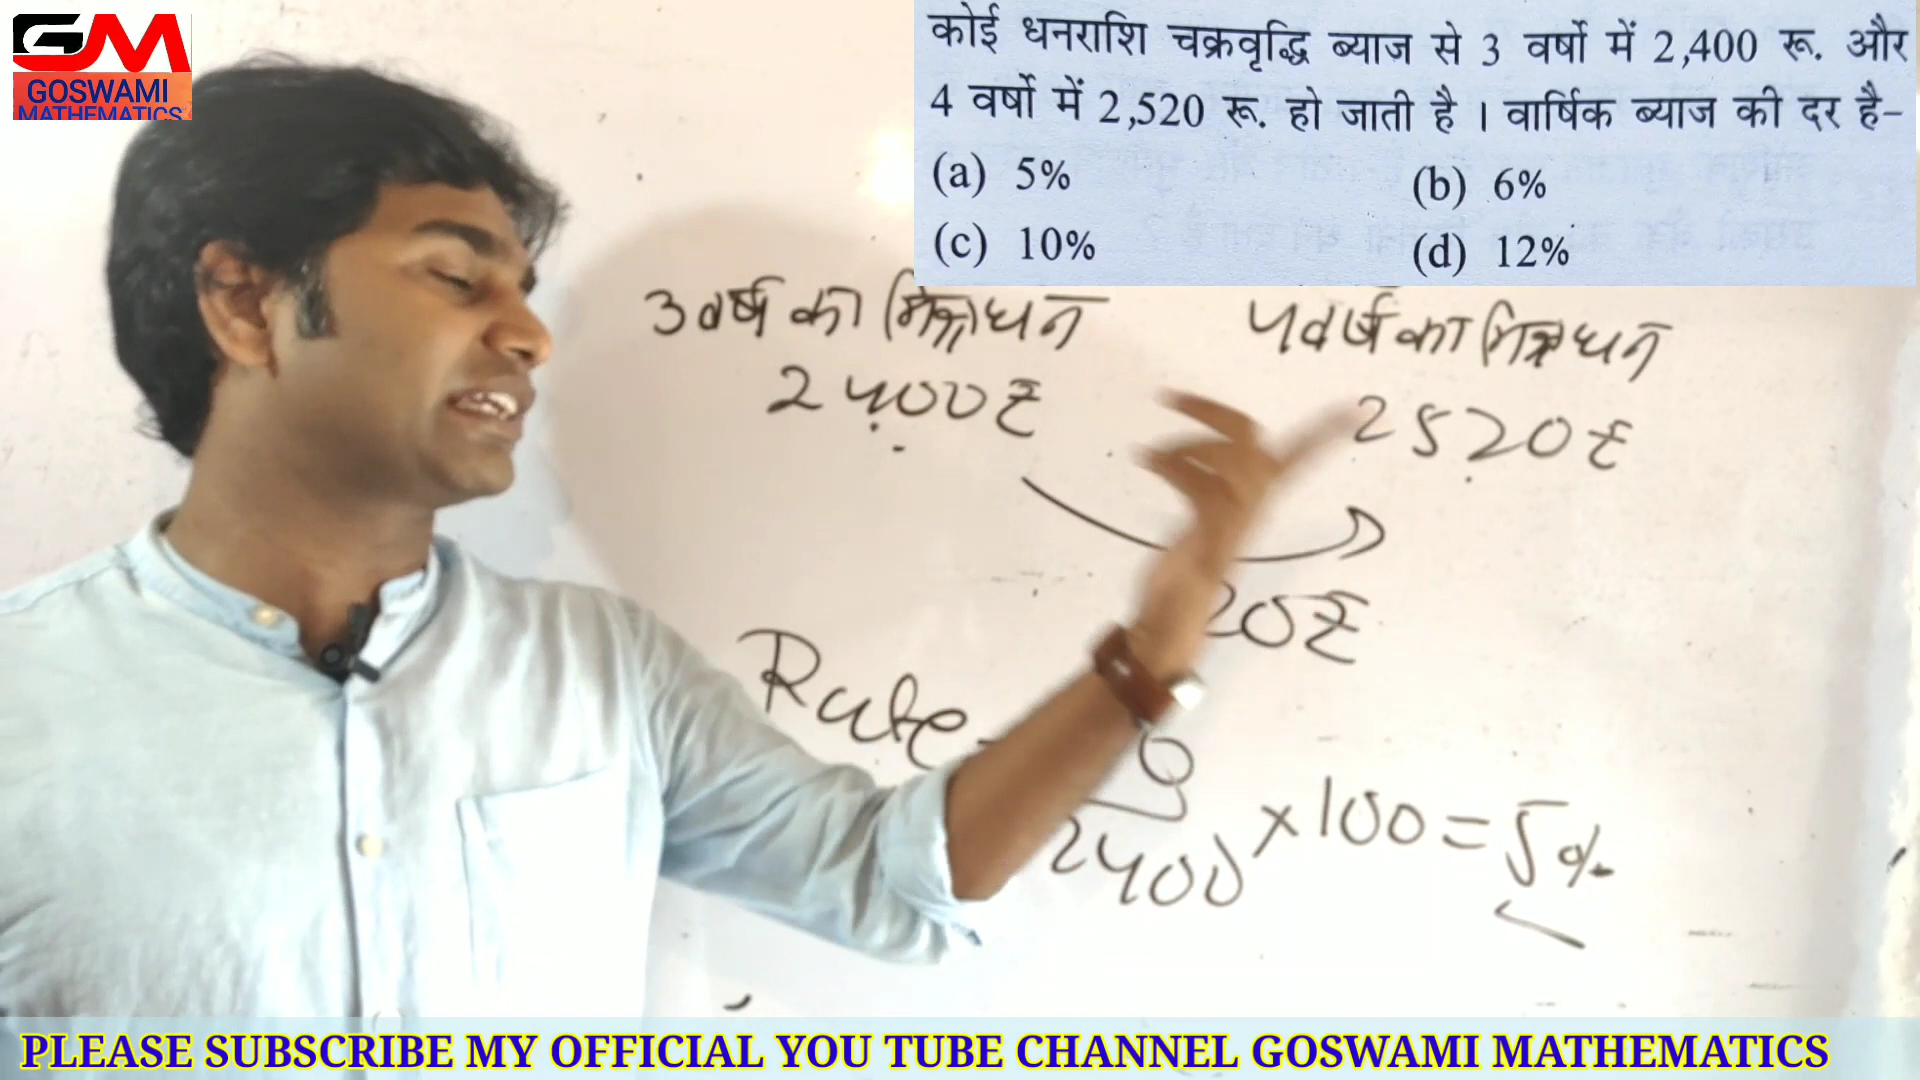 GM
GOSWAMI
MATHEMATICS
कोई धनराशि चक्रवृद्धि ब्याज से 3 वर्षो में 2,400 रू. और
4 वर्षो में 2,520 रू. हो जाती है । वार्षिक ब्याज की दर है-
(a) 5% (b) 6%
(c) 10% (d) 12%
3 वर्ष का मिश्रधन 4 वर्ष का मिश्रधन
2400₹ 2520₹
20₹
Rate
2400 × 100 = 5%
PLEASE SUBSCRIBE MY OFFICIAL YOU TUBE CHANNEL GOSWAMI MATHEMATICS